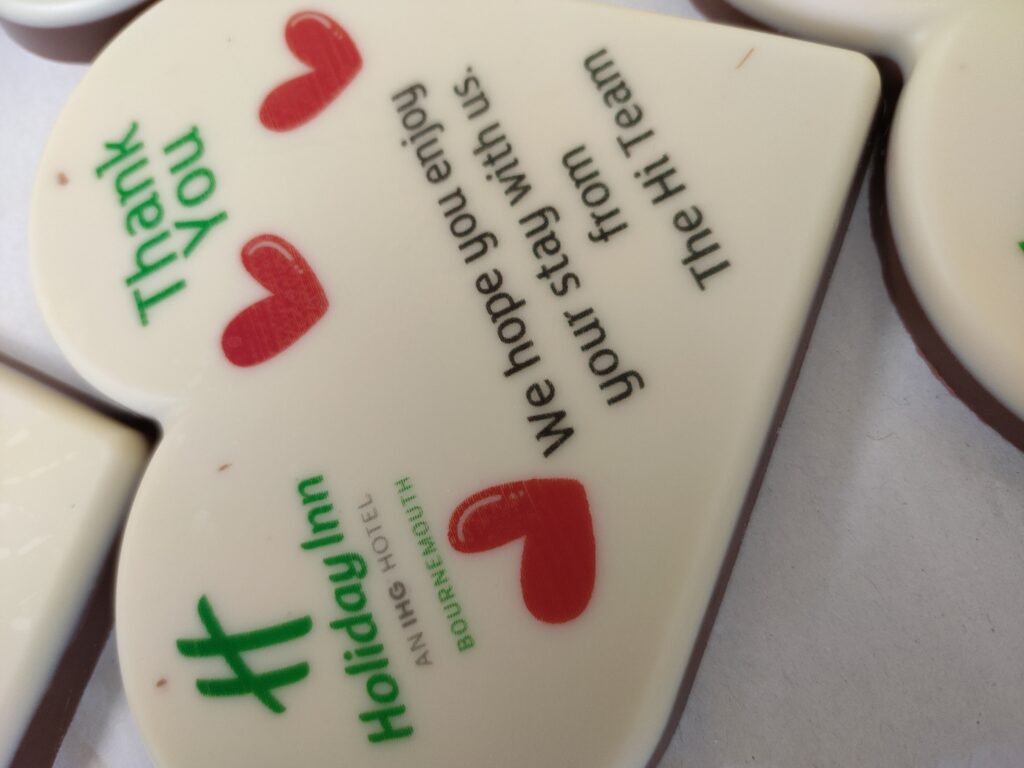 Holiday Inn
AN IHG HOTEL
BOURNEMOUTH
Thank
you
We hope you enjoy
your stay with us.
from
The Hi Team